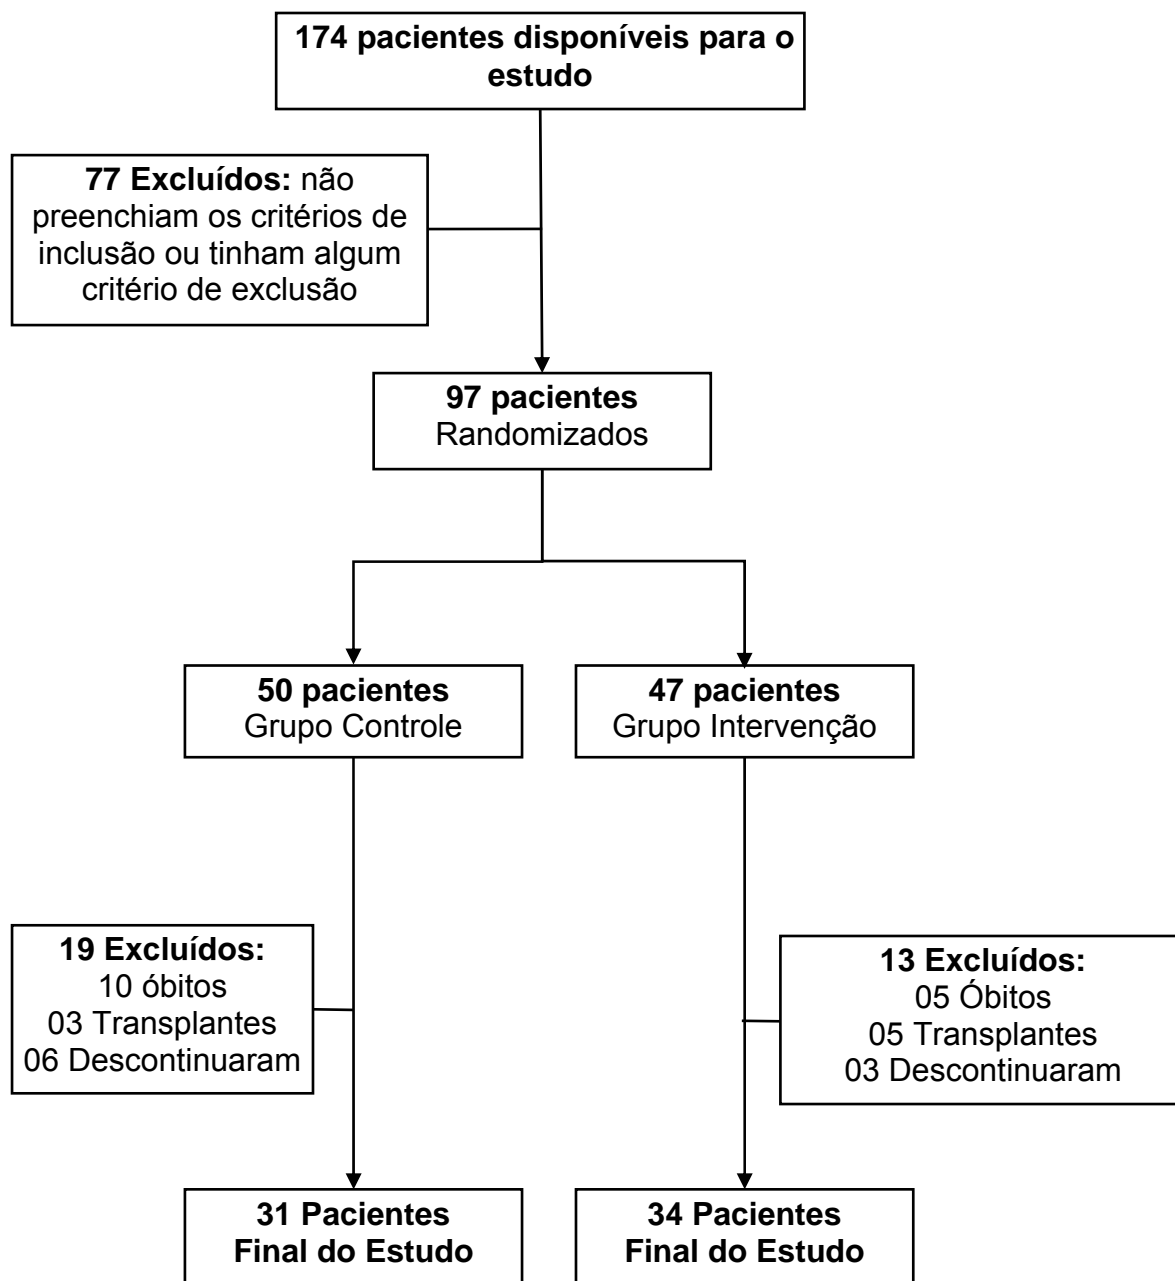 174 pacientes disponíveis para o
estudo
77 Excluídos: não
preenchiam os critérios de
inclusão ou tinham algum
critério de exclusão
97 pacientes
Randomizados
50 pacientes
Grupo Controle
47 pacientes
Grupo Intervenção
19 Excluídos:
10 óbitos
03 Transplantes
06 Descontinuaram
13 Excluídos:
05 Óbitos
05 Transplantes
03 Descontinuaram
31 Pacientes
Final do Estudo
34 Pacientes
Final do Estudo